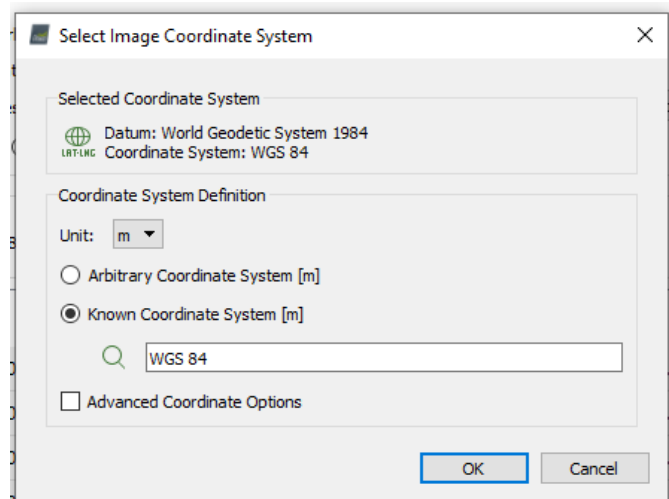 Select Image Coordinate System
Selected Coordinate System
Datum: World Geodetic System 1984
LAT-LNG Coordinate System: WGS 84
Coordinate System Definition
Unit: m
Arbitrary Coordinate System [m]
Known Coordinate System [m]
WGS 84
Advanced Coordinate Options
OK Cancel